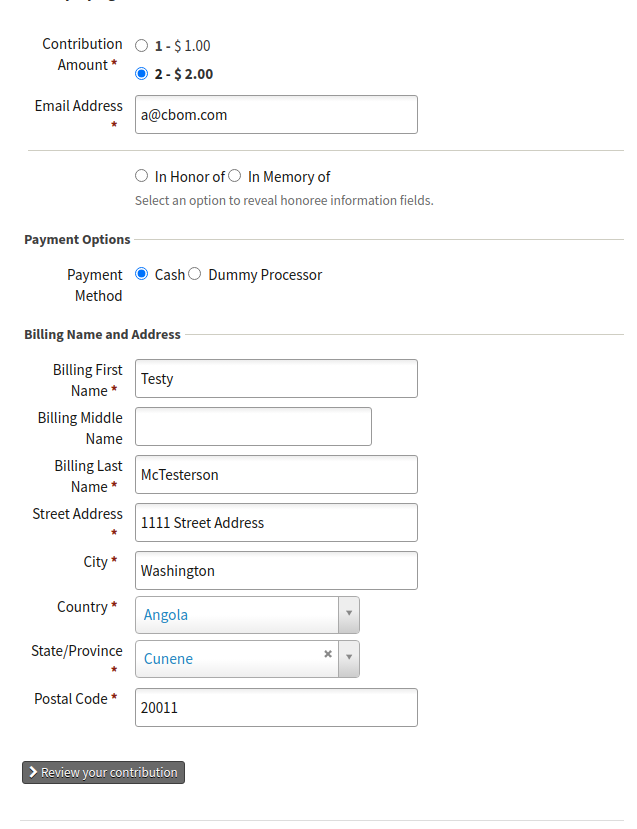 Contribution
Amount *
1 - $ 1.00
2 - $ 2.00
Email Address
*
a@cbom.com
In Honor of In Memory of
Select an option to reveal honoree information fields.
Payment Options
Payment
Method
Cash Dummy Processor
Billing Name and Address
Billing First
Name *
Testy
Billing Middle
Name
Billing Last
Name *
McTesterson
Street Address
*
1111 Street Address
City *
Washington
Country *
Angola
State/Province
*
Cunene
Postal Code *
20011
Review your contribution